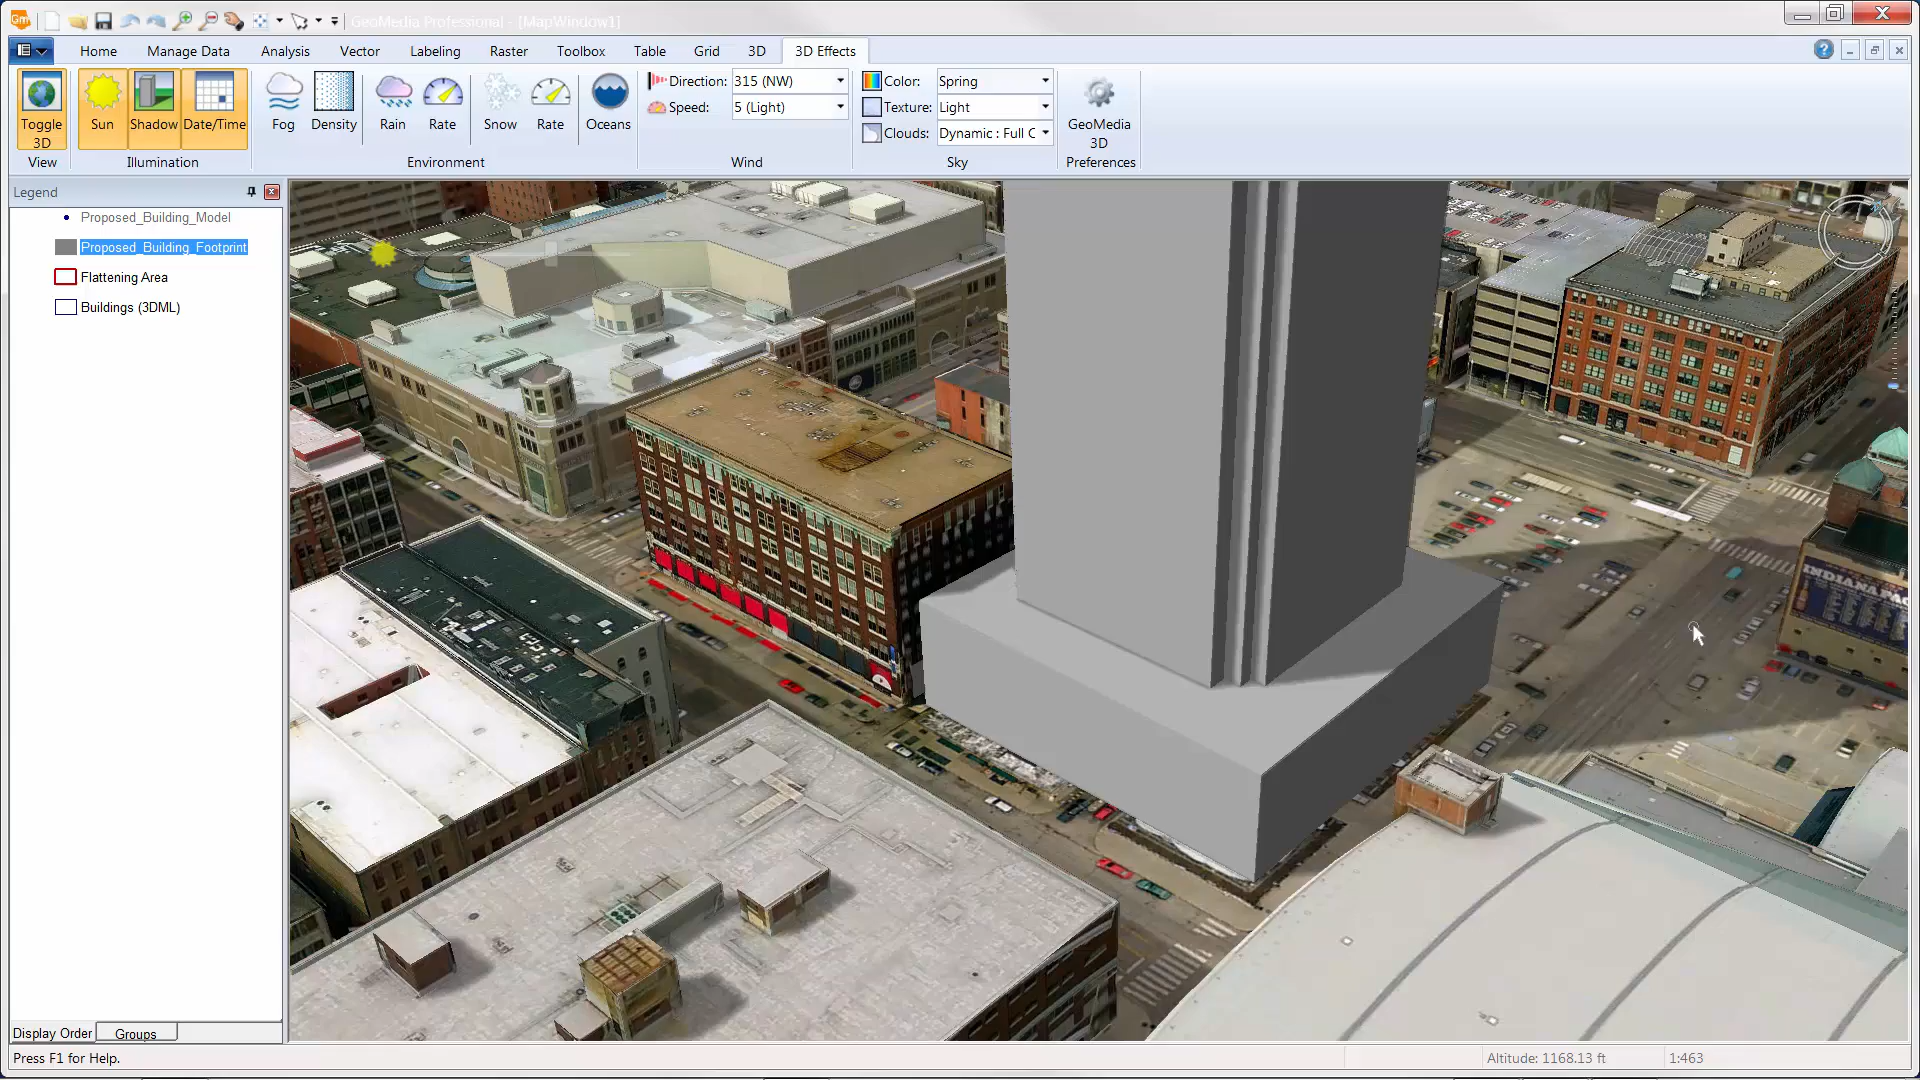 Gm GeoMedia Professional - [MapWindow1]
Home Manage Data Analysis Vector Labeling Raster Toolbox Table Grid 3D 3D Effects
Toggle 3D
View
Sun Shadow Date/Time
Illumination
Fog Density Rain Rate Snow Rate Oceans
Environment
Direction: 315 (NW)
Speed: 5 (Light)
Wind
Color: Spring
Texture: Light
Clouds: Dynamic : Full C
Sky
GeoMedia 3D
Preferences
Legend
Proposed_Building_Model
Proposed_Building_Footprint
Flattening Area
Buildings (3DML)
INDIANA
Display Order Groups
Press F1 for Help.
Altitude: 1168.13 ft 1:463